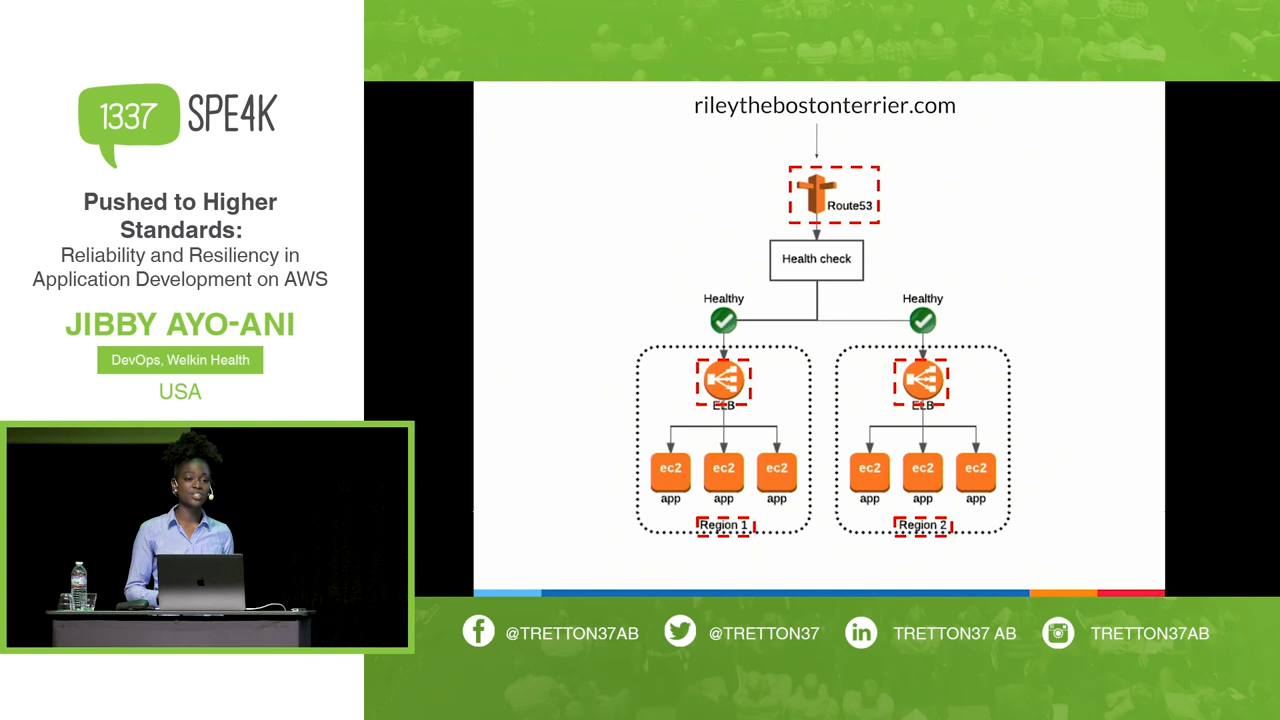 1337
SPE4K
Pushed to Higher
Standards:
Reliability and Resiliency in
Application Development on AWS
JIBBY AYO-ANI
DevOps, Welkin Health
USA
rileythebostonterrier.com
Route53
Health check
Healthy
Healthy
ELB
ELB
ec2
ec2
ec2
ec2
ec2
ec2
app
app
app
app
app
app
Region 1
Region 2
@TRETTON37AB
@TRETTON37
TRETTON37 AB
TRETTON37AB